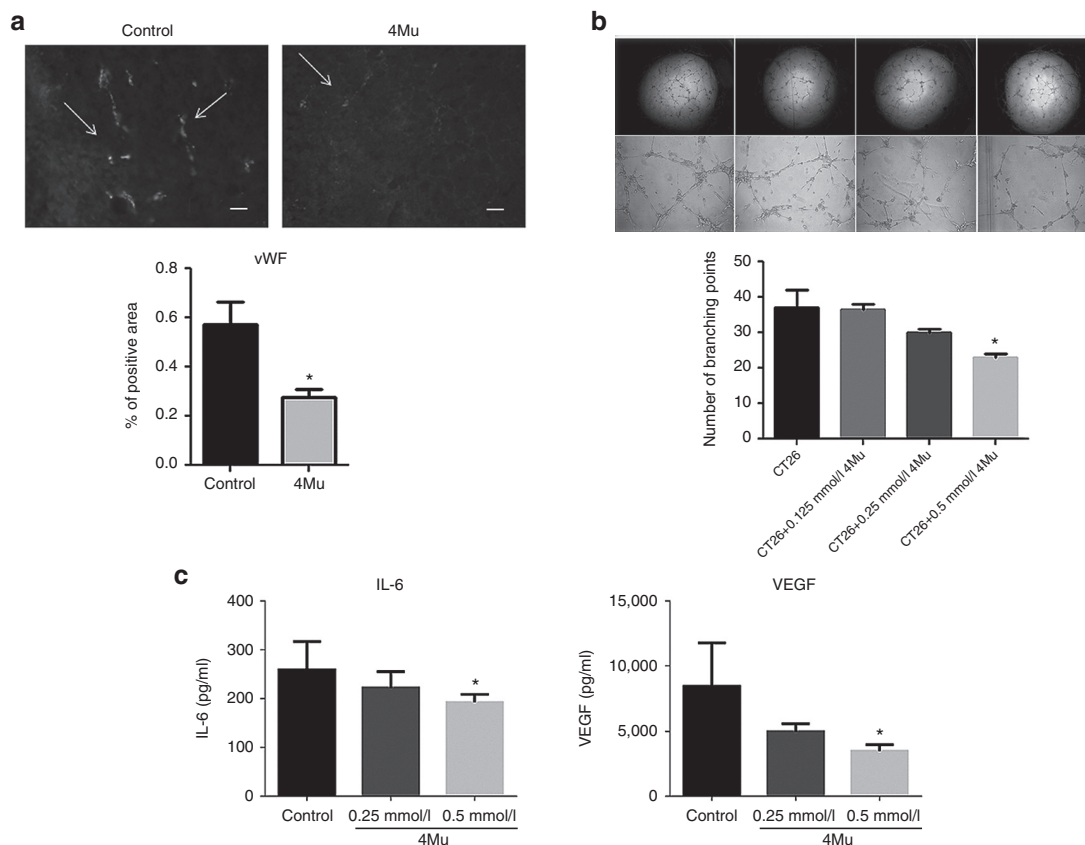 a
Control
4Mu
vWF
% of positive area
0.8
0.6
0.4
0.2
0.0
*
Control
4Mu
b
Number of branching points
50
40
30
20
10
0
*
CT26
CT26+0.125 mmol/l 4Mu
CT26+0.25 mmol/l 4Mu
CT26+0.5 mmol/l 4Mu
c
IL-6
IL-6 (pg/ml)
400
300
200
100
0
*
Control
0.25 mmol/l
0.5 mmol/l
4Mu
VEGF
VEGF (pg/ml)
15,000
10,000
5,000
0
*
Control
0.25 mmol/l
0.5 mmol/l
4Mu